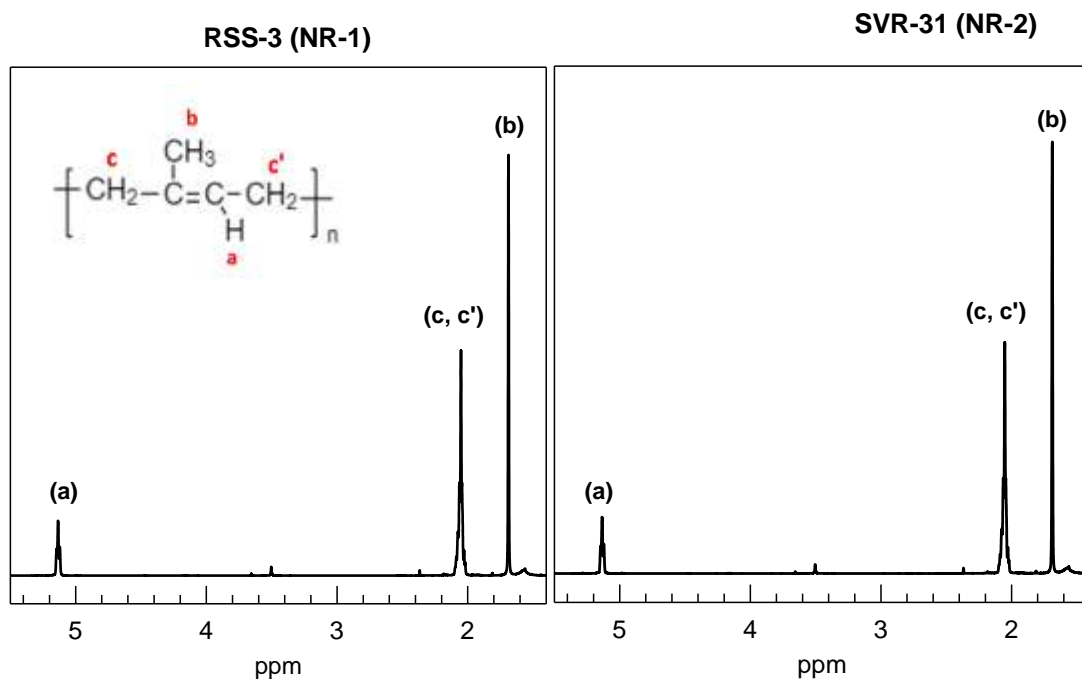 RSS-3 (NR-1)
SVR-31 (NR-2)
b
CH3
c
c'
CH2
C=C
CH2
H
n
a
(b)
(c, c')
(a)
5
4
3
2
ppm
(b)
(c, c')
(a)
5
4
3
2
ppm